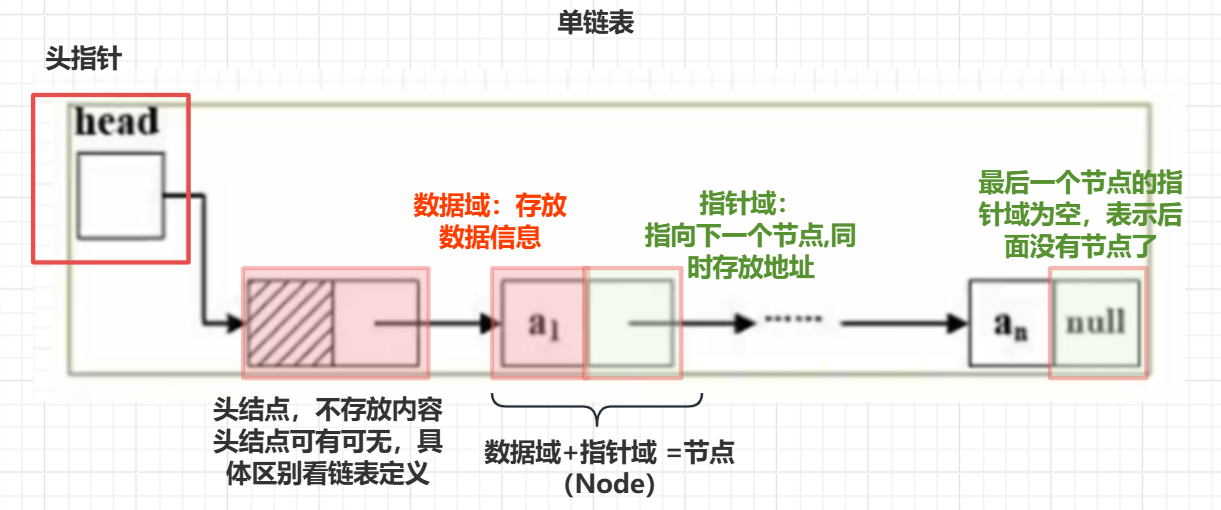 单链表
头指针
head
数据域：存放
数据信息
指针域：
指向下一个节点,同
时存放地址
最后一个节点的指
针域为空，表示后
面没有节点了
a1
······
an
null
头结点，不存放内容
头结点可有可无，具
体区别看链表定义
数据域+指针域 =节点
（Node）